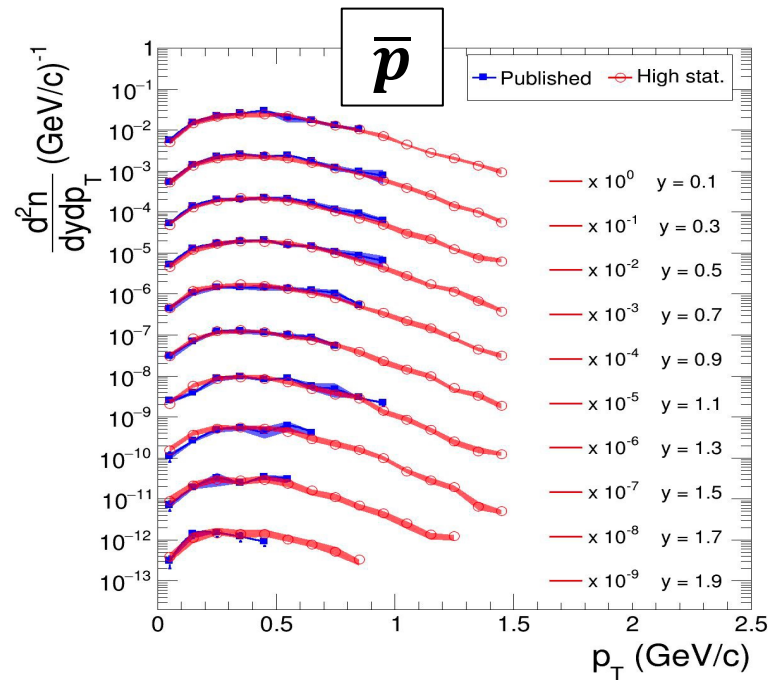 p̅
d²n
dydp_T
(GeV/c)⁻¹
Published High stat.
1
10⁻¹
10⁻²
10⁻³
10⁻⁴
10⁻⁵
10⁻⁶
10⁻⁷
10⁻⁸
10⁻⁹
10⁻¹⁰
10⁻¹¹
10⁻¹²
10⁻¹³
x 10⁰ y = 0.1
x 10⁻¹ y = 0.3
x 10⁻² y = 0.5
x 10⁻³ y = 0.7
x 10⁻⁴ y = 0.9
x 10⁻⁵ y = 1.1
x 10⁻⁶ y = 1.3
x 10⁻⁷ y = 1.5
x 10⁻⁸ y = 1.7
x 10⁻⁹ y = 1.9
0 0.5 1 1.5 2 2.5
p_T (GeV/c)